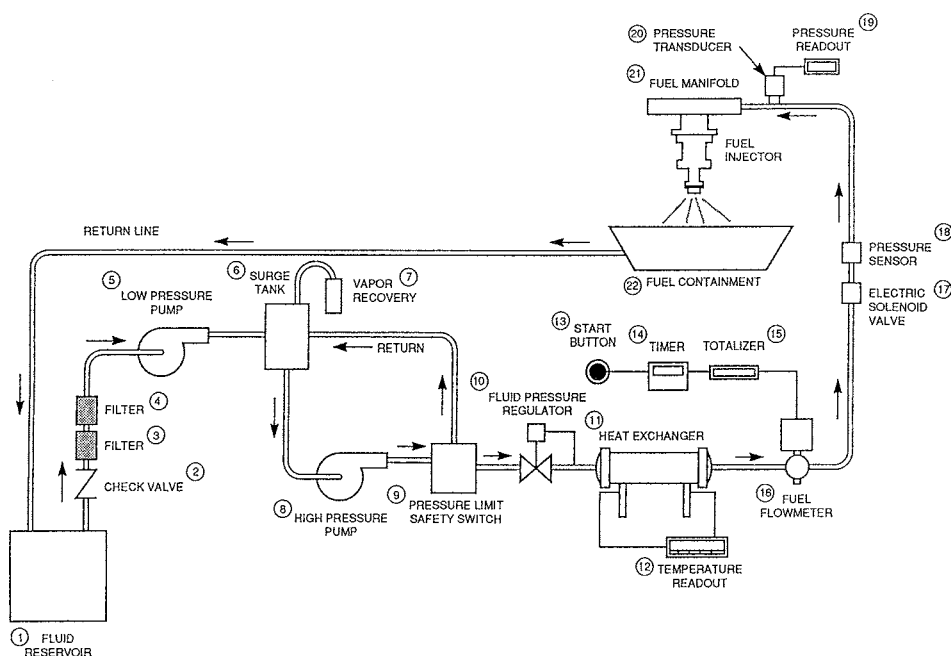 20 PRESSURE
TRANSDUCER
PRESSURE 19
READOUT
21 FUEL MANIFOLD
FUEL
INJECTOR
RETURN LINE
18
PRESSURE
SENSOR
22 FUEL CONTAINMENT
ELECTRIC 17
SOLENOID
VALVE
5
LOW PRESSURE
PUMP
6 SURGE
TANK
VAPOR 7
RECOVERY
RETURN
13
START
BUTTON
14
TIMER
15
TOTALIZER
FILTER 4
FILTER 3
2
CHECK VALVE
10
FLUID PRESSURE
REGULATOR
11
HEAT EXCHANGER
8 HIGH PRESSURE
PUMP
9
PRESSURE LIMIT
SAFETY SWITCH
16 FUEL
FLOWMETER
12 TEMPERATURE
READOUT
1 FLUID
RESERVOIR